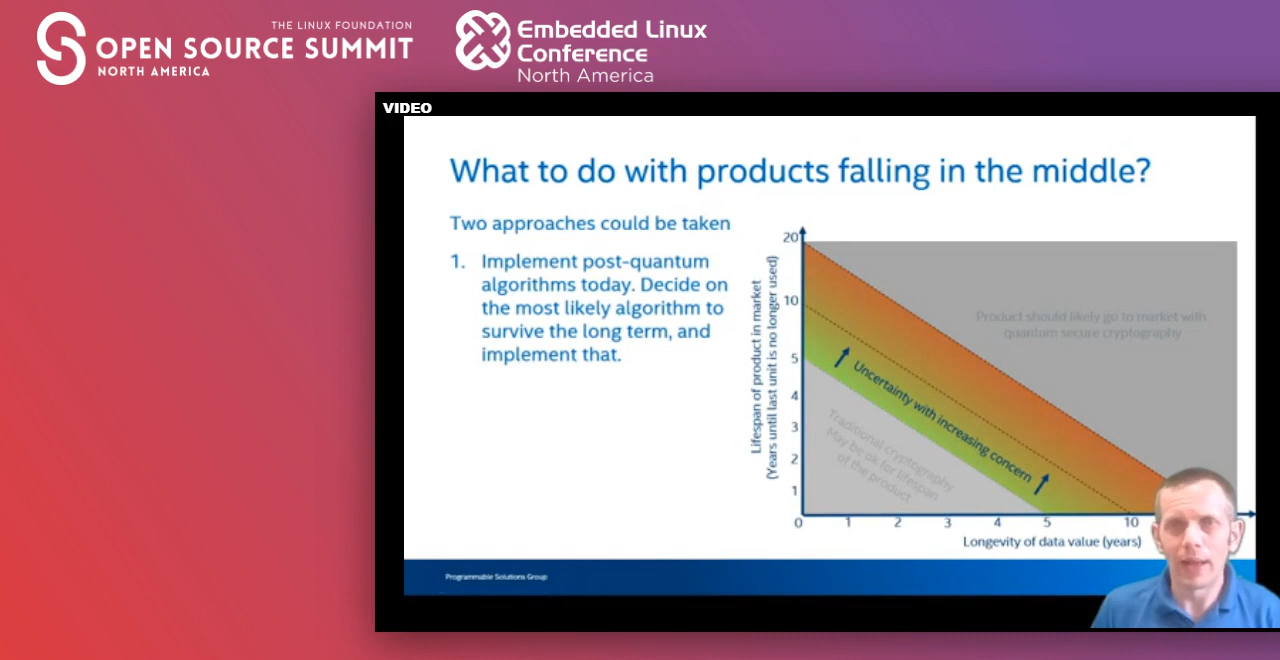 THE LINUX FOUNDATION
OPEN SOURCE SUMMIT
NORTH AMERICA
Embedded Linux
Conference
North America
VIDEO
What to do with products falling in the middle?
Two approaches could be taken
1. Implement post-quantum
algorithms today. Decide on
the most likely algorithm to
survive the long term, and
implement that.
Lifespan of product in market
(Years until last unit is no longer used)
20
10
5
4
3
2
1
0
Product should likely go to market with
quantum secure cryptography
Uncertainty with increasing concern
Traditional cryptography
May be ok for lifespan
of the product
1 2 3 4 5 10
Longevity of data value (years)
Programmable Solutions Group